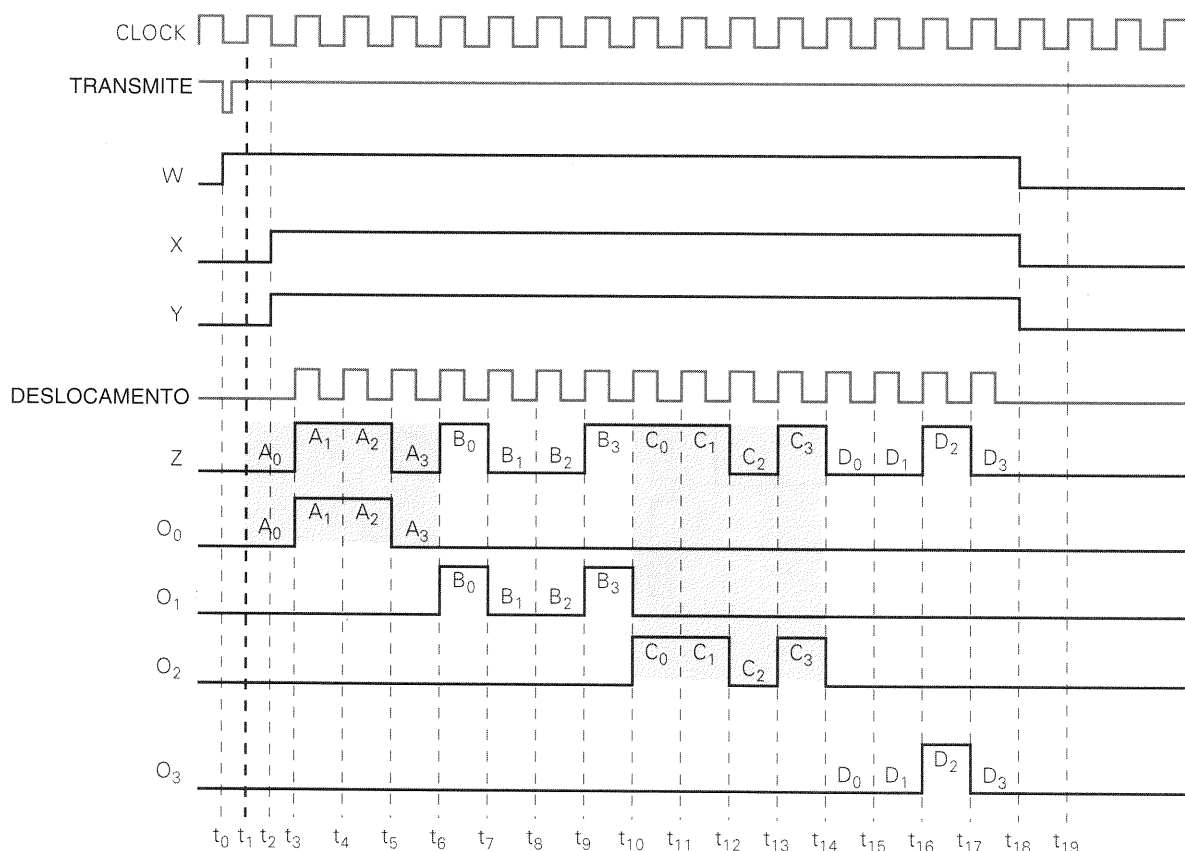 CLOCK
TRANSMITE
W
X
Y
DESLOCAMENTO
Z A₀ A₁ A₂ A₃ B₀ B₁ B₂ B₃ C₀ C₁ C₂ C₃ D₀ D₁ D₂ D₃
O₀ A₀ A₁ A₂ A₃
O₁ B₀ B₁ B₂ B₃
O₂ C₀ C₁ C₂ C₃
O₃ D₀ D₁ D₂ D₃
t₀ t₁ t₂ t₃ t₄ t₅ t₆ t₇ t₈ t₉ t₁₀ t₁₁ t₁₂ t₁₃ t₁₄ t₁₅ t₁₆ t₁₇ t₁₈ t₁₉